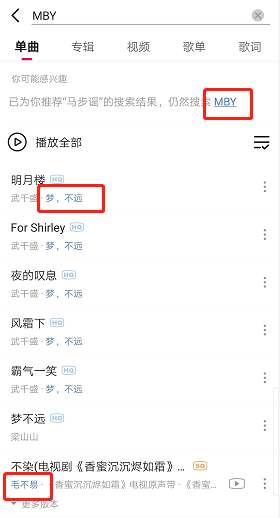 MBY
单曲 专辑 视频 歌单 歌词
你可能感兴趣
已为你推荐“马步谣”的搜索结果，仍然搜索 MBY
播放全部
明月楼 HQ
武千盛 · 梦，不远
For Shirley HQ
武千盛 · 梦，不远
夜的叹息 HQ
武千盛 · 梦，不远
风霜下 HQ
武千盛 · 梦，不远
霸气一笑 HQ
武千盛 · 梦，不远
梦不远
梁山山
不染(电视剧《香蜜沉沉烬如霜》... SQ
毛不易 · 香蜜沉沉烬如霜》电视原声带 · 《香蜜...
更多版本